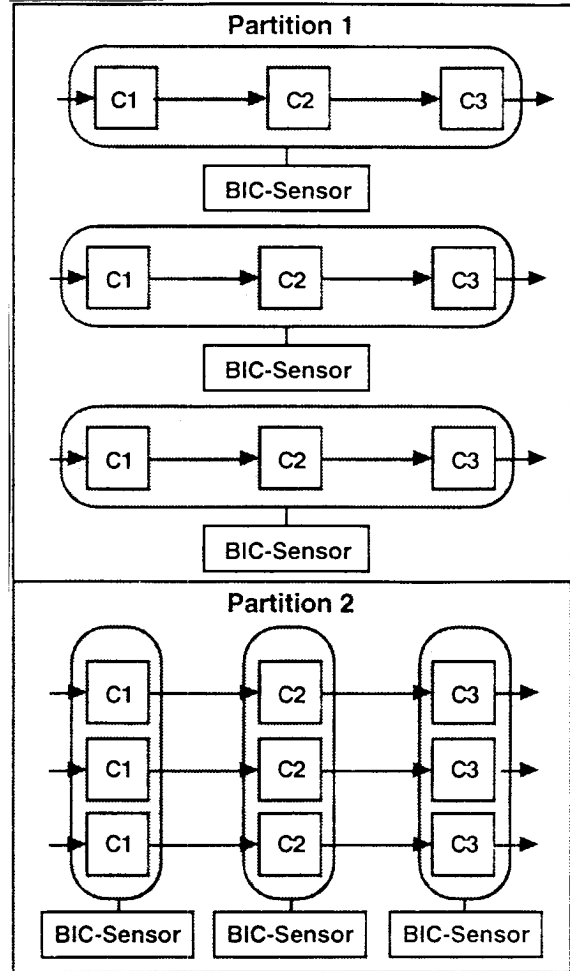 Partition 1
C1 C2 C3
BIC-Sensor
C1 C2 C3
BIC-Sensor
C1 C2 C3
BIC-Sensor
Partition 2
C1 C2 C3
C1 C2 C3
C1 C2 C3
BIC-Sensor BIC-Sensor BIC-Sensor